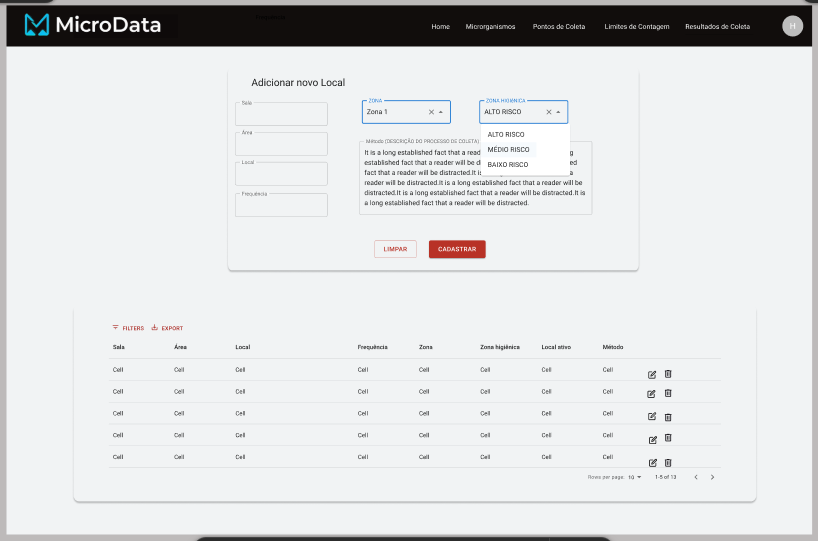 MicroData
Home Microrganismos Pontos de Coleta Limites de Contagem Resultados de Coleta H
Adicionar novo Local
Sala
Área
Local
Frequência
ZONA
Zona 1
ZONA HIGIÊNICA
ALTO RISCO
ALTO RISCO
MÉDIO RISCO
BAIXO RISCO
Método (DESCRIÇÃO DO PROCESSO DE COLETA)
It is a long established fact that a read g
established fact that a reader will be di ed
fact that a reader will be distracted.It is a
reader will be distracted.It is a long established fact that a reader will be
distracted.It is a long established fact that a reader will be distracted.It is
a long established fact that a reader will be distracted.
LIMPAR CADASTRAR
FILTERS EXPORT
Sala Área Local Frequência Zona Zona higiênica Local ativo Método
Cell Cell Cell Cell Cell Cell Cell Cell
Cell Cell Cell Cell Cell Cell Cell Cell
Cell Cell Cell Cell Cell Cell Cell Cell
Cell Cell Cell Cell Cell Cell Cell Cell
Cell Cell Cell Cell Cell Cell Cell Cell
Rows per page: 10 1-5 of 13